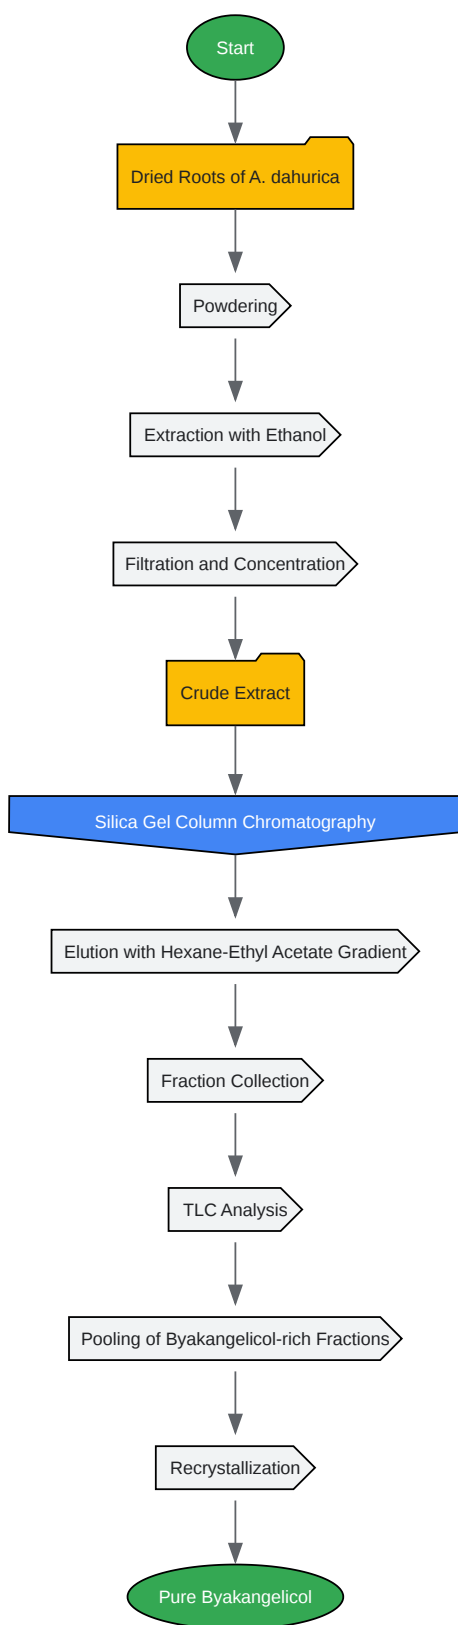 Start
Dried Roots of A. dahurica
Powdering
Extraction with Ethanol
Filtration and Concentration
Crude Extract
Silica Gel Column Chromatography
Elution with Hexane-Ethyl Acetate Gradient
Fraction Collection
TLC Analysis
Pooling of Byakangelicol-rich Fractions
Recrystallization
Pure Byakangelicol